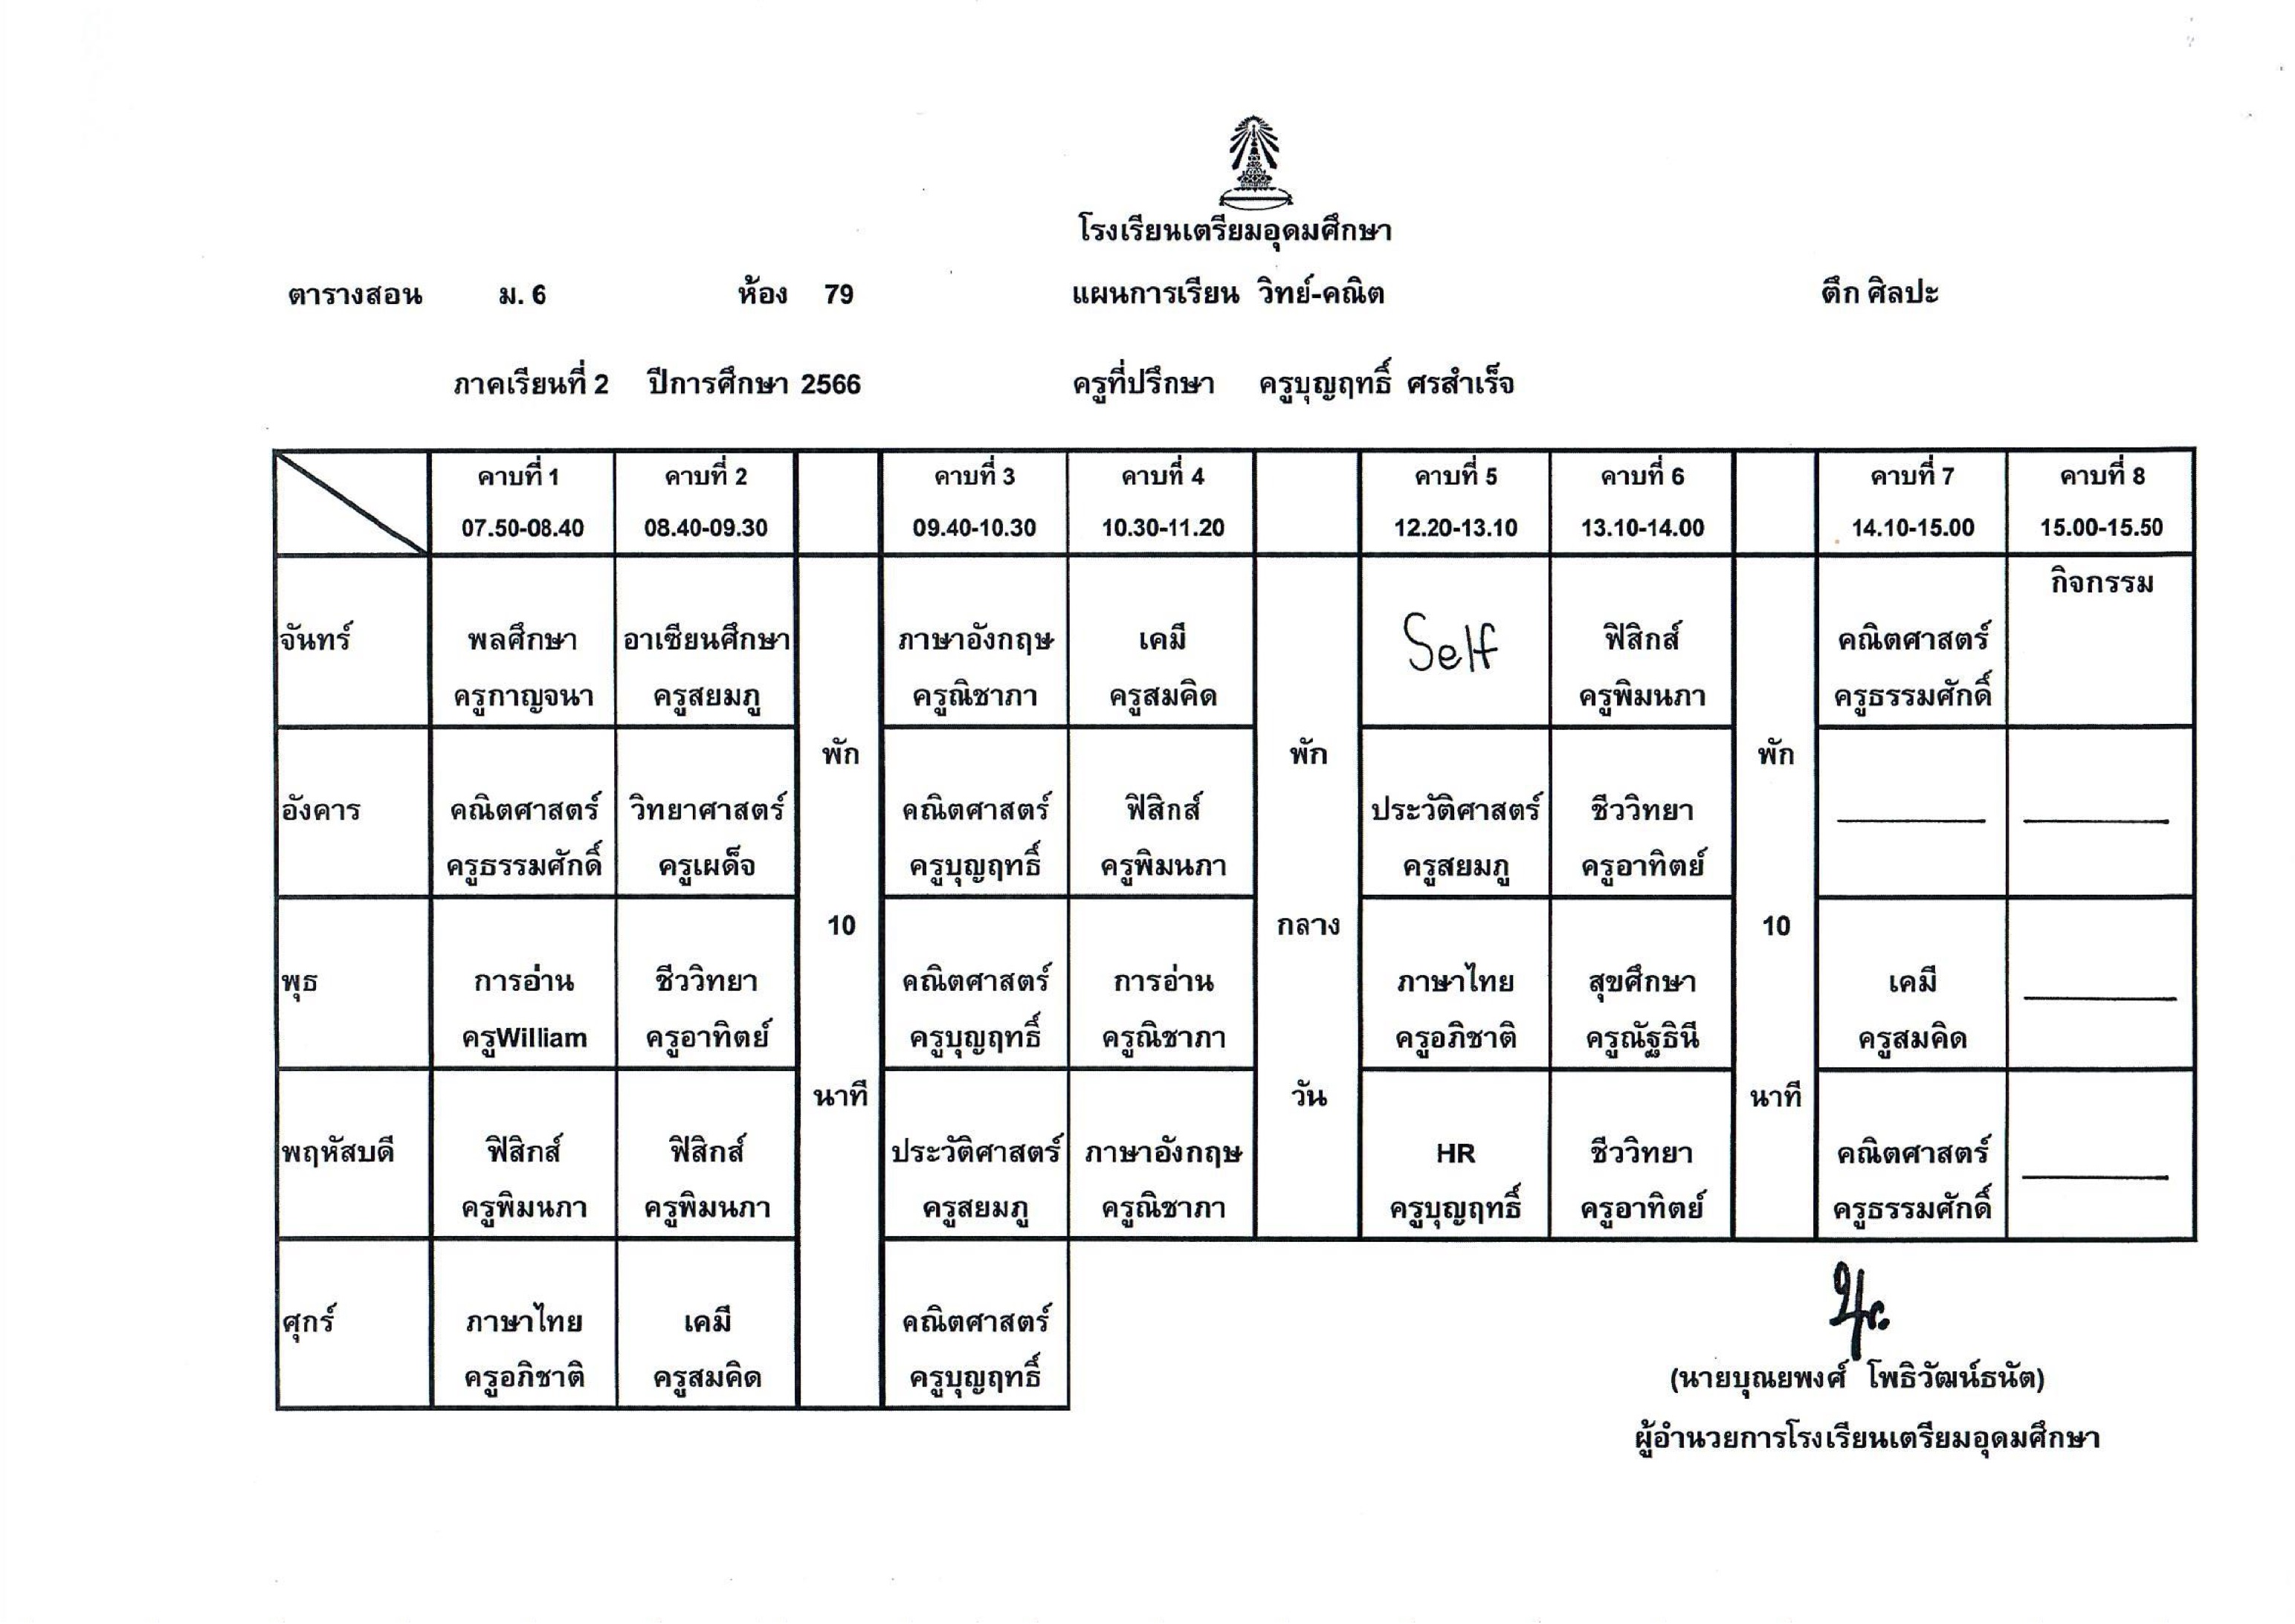 โรงเรียนเตรียมอุดมศึกษา
ตารางสอน ม. 6 ห้อง 79 แผนการเรียน วิทย์-คณิต ตึก ศิลปะ
ภาคเรียนที่ 2 ปีการศึกษา 2566 ครูที่ปรึกษา ครูบุญฤทธิ์ ศรสำเร็จ
คาบที่ 1 คาบที่ 2 คาบที่ 3 คาบที่ 4 คาบที่ 5 คาบที่ 6 คาบที่ 7 คาบที่ 8
07.50-08.40 08.40-09.30 09.40-10.30 10.30-11.20 12.20-13.10 13.10-14.00 14.10-15.00 15.00-15.50
กิจกรรม
จันทร์ พลศึกษา อาเซียนศึกษา ภาษาอังกฤษ เคมี Self ฟิสิกส์ คณิตศาสตร์
ครูกาญจนา ครูสยมภู ครูณิชาภา ครูสมคิด ครูพิมนภา ครูธรรมศักดิ์
พัก พัก พัก
อังคาร คณิตศาสตร์ วิทยาศาสตร์ คณิตศาสตร์ ฟิสิกส์ ประวัติศาสตร์ ชีววิทยา
ครูธรรมศักดิ์ ครูเผด็จ ครูบุญฤทธิ์ ครูพิมนภา ครูสยมภู ครูอาทิตย์
10 กลาง 10
พุธ การอ่าน ชีววิทยา คณิตศาสตร์ การอ่าน ภาษาไทย สุขศึกษา เคมี
ครูWilliam ครูอาทิตย์ ครูบุญฤทธิ์ ครูณิชาภา ครูอภิชาติ ครูณัฐธินี ครูสมคิด
นาที วัน นาที
พฤหัสบดี ฟิสิกส์ ฟิสิกส์ ประวัติศาสตร์ ภาษาอังกฤษ HR ชีววิทยา คณิตศาสตร์
ครูพิมนภา ครูพิมนภา ครูสยมภู ครูณิชาภา ครูบุญฤทธิ์ ครูอาทิตย์ ครูธรรมศักดิ์
ศุกร์ ภาษาไทย เคมี คณิตศาสตร์
ครูอภิชาติ ครูสมคิด ครูบุญฤทธิ์
(นายบุณยพงศ์ โพธิวัฒน์ธนัต)
ผู้อำนวยการโรงเรียนเตรียมอุดมศึกษา